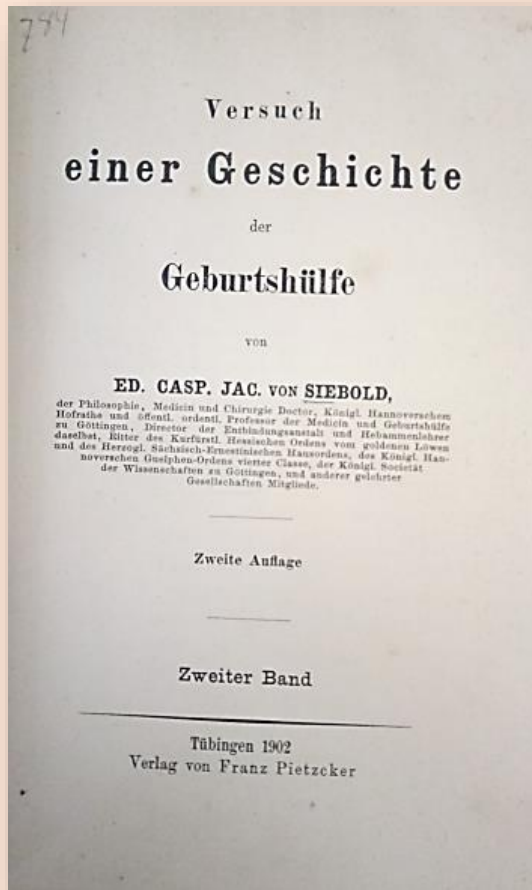 784
Versuch
einer Geschichte
der
Geburtshülfe
von
ED. CASP. JAC. VON SIEBOLD,
der Philosophie, Medicin und Chirurgie Doctor, Königl. Hannoverschem
Hofrathe und öffentl. ordentl. Professor der Medicin und Geburtshülfe
zu Göttingen, Director der Entbindungsanstalt und Hebammenlehrer
daselbst, Ritter des Kurfürstl. Hessischen Ordens vom goldenen Löwen
und des Herzogl. Sächsisch-Ernestinischen Hausordens, des Königl. Han-
noverschen Guelphen-Ordens vierter Classe, der Königl. Societät
der Wissenschaften zu Göttingen, und anderer gelehrter
Gesellschaften Mitgliede.
Zweite Auflage
Zweiter Band
Tübingen 1902
Verlag von Franz Pietzcker